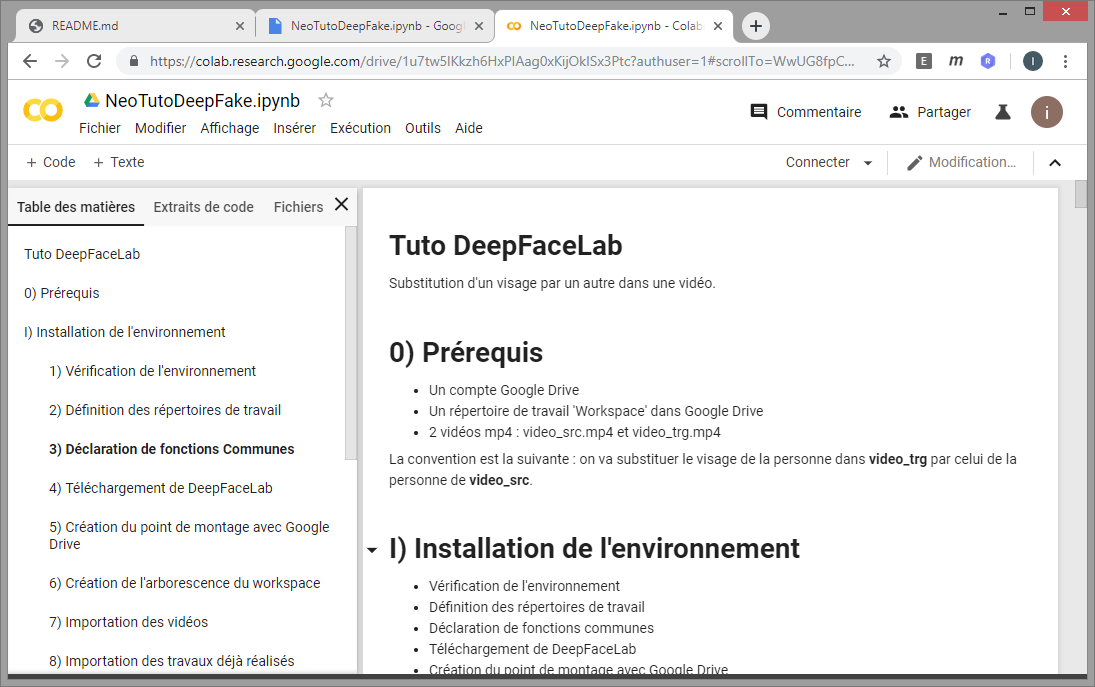 README.md
NeoTutoDeepFake.ipynb - Googl
NeoTutoDeepFake.ipynb - Colab
https://colab.research.google.com/drive/1u7tw5lKkzh6HxPlAag0xKijOkISx3Ptc?authuser=1#scrollTo=WwUG8fpC...
E
m
R
I
NeoTutoDeepFake.ipynb
Fichier Modifier Affichage Insérer Exécution Outils Aide
Commentaire
Partager
i
+ Code + Texte
Connecter
Modification...
Table des matières Extraits de code Fichiers
Tuto DeepFaceLab
0) Prérequis
I) Installation de l'environnement
1) Vérification de l'environnement
2) Définition des répertoires de travail
3) Déclaration de fonctions Communes
4) Téléchargement de DeepFaceLab
5) Création du point de montage avec Google
Drive
6) Création de l'arborescence du workspace
7) Importation des vidéos
8) Importation des travaux déjà réalisés
Tuto DeepFaceLab
Substitution d'un visage par un autre dans une vidéo.
0) Prérequis
• Un compte Google Drive
• Un répertoire de travail 'Workspace' dans Google Drive
• 2 vidéos mp4 : video_src.mp4 et video_trg.mp4
La convention est la suivante : on va substituer le visage de la personne dans video_trg par celui de la
personne de video_src.
I) Installation de l'environnement
• Vérification de l'environnement
• Définition des répertoires de travail
• Déclaration de fonctions communes
• Téléchargement de DeepFaceLab
• Création du point de montage avec Google Drive